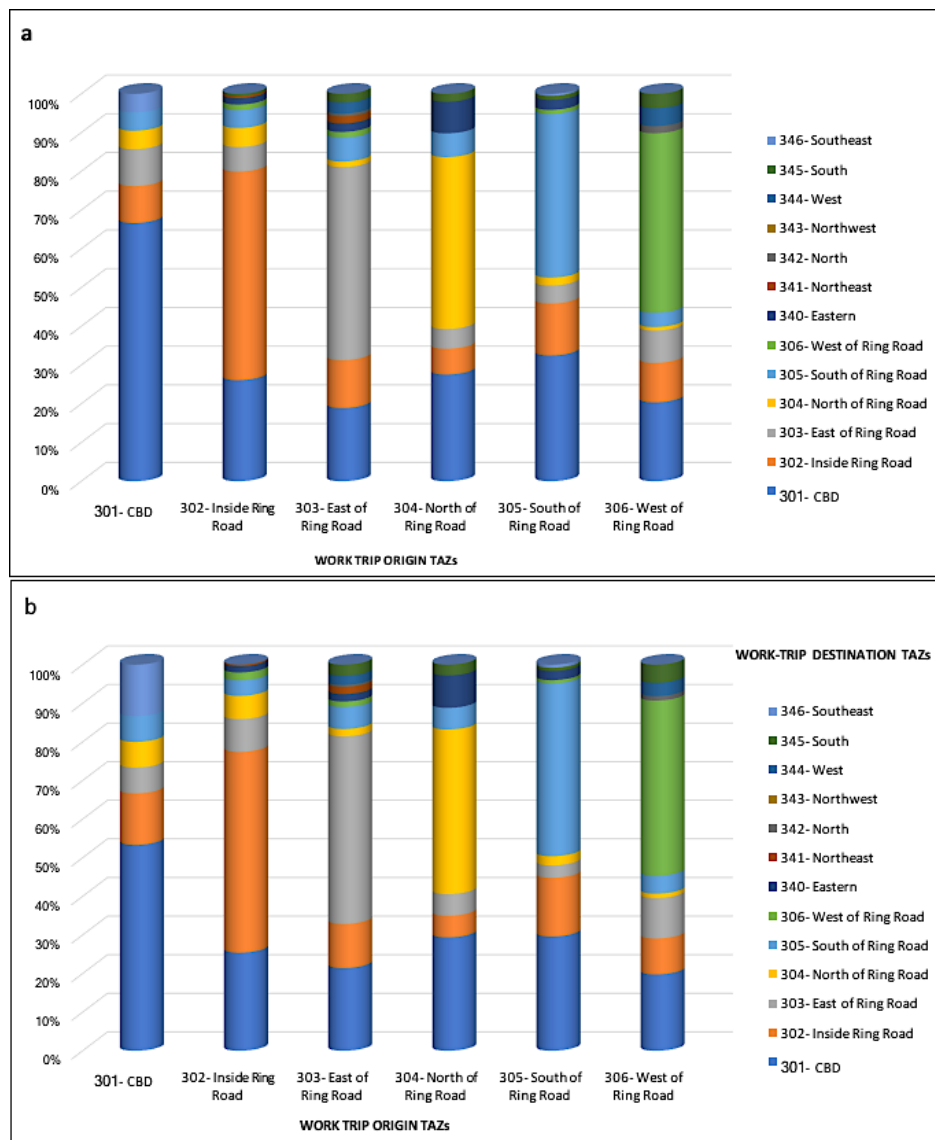 a
100%
90%
80%
70%
60%
50%
40%
30%
20%
10%
0%
301- CBD
302- Inside Ring
Road
303- East of
Ring Road
304- North of
Ring Road
305- South of
Ring Road
306- West of
Ring Road
WORK TRIP ORIGIN TAZs
346- Southeast
345- South
344- West
343- Northwest
342- North
341- Northeast
340- Eastern
306- West of Ring Road
305- South of Ring Road
304- North of Ring Road
303- East of Ring Road
302- Inside Ring Road
301- CBD
b
WORK-TRIP DESTINATION TAZs
100%
90%
80%
70%
60%
50%
40%
30%
20%
10%
0%
301- CBD
302- Inside Ring
Road
303- East of
Ring Road
304- North of
Ring Road
305- South of
Ring Road
306- West of
Ring Road
WORK TRIP ORIGIN TAZs
346- Southeast
345- South
344- West
343- Northwest
342- North
341- Northeast
340- Eastern
306- West of Ring Road
305- South of Ring Road
304- North of Ring Road
303- East of Ring Road
302- Inside Ring Road
301- CBD